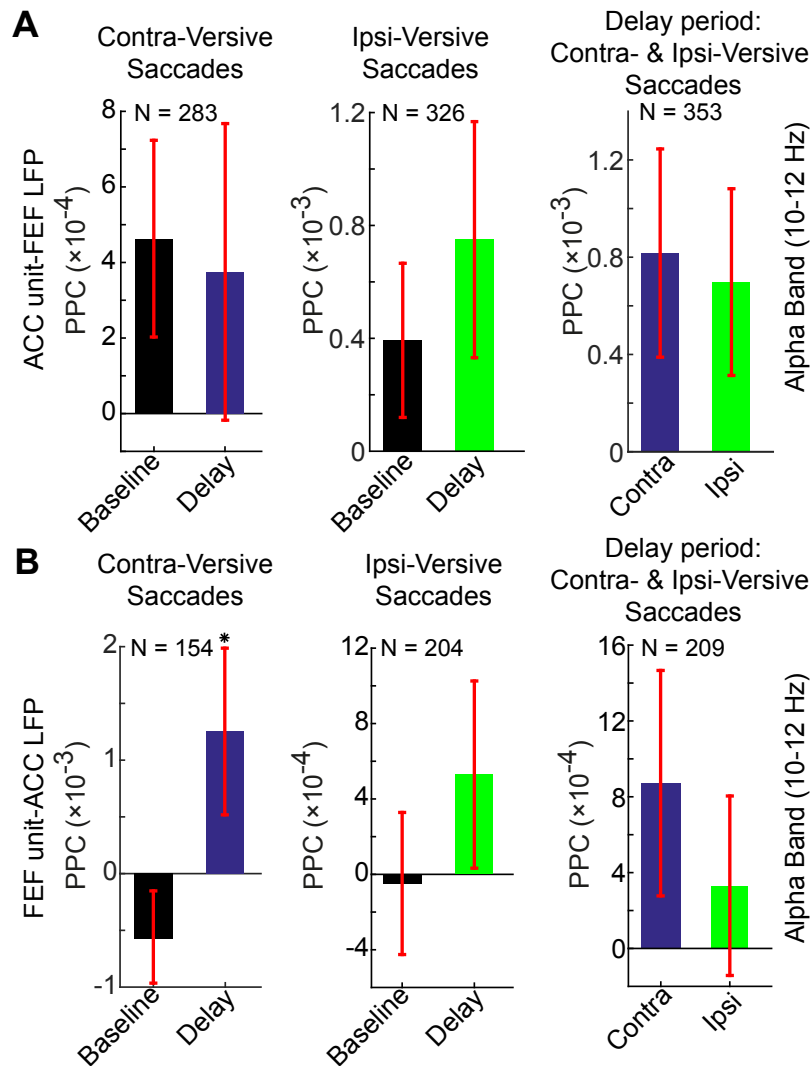 A
Contra-Versive
Saccades
Ipsi-Versive
Saccades
Delay period:
Contra- & Ipsi-Versive
Saccades
ACC unit-FEF LFP
PPC (×10⁻⁴)
8
6
4
2
0
N = 283
Baseline
Delay
PPC (×10⁻³)
1.2
0.8
0.4
0
N = 326
Baseline
Delay
PPC (×10⁻³)
1.2
0.8
0.4
0
N = 353
Contra
Ipsi
Alpha Band (10-12 Hz)
B
Contra-Versive
Saccades
Ipsi-Versive
Saccades
Delay period:
Contra- & Ipsi-Versive
Saccades
FEF unit-ACC LFP
PPC (×10⁻³)
2
1
0
-1
N = 154
*
Baseline
Delay
PPC (×10⁻⁴)
12
8
4
0
-4
N = 204
Baseline
Delay
PPC (×10⁻⁴)
16
12
8
4
0
N = 209
Contra
Ipsi
Alpha Band (10-12 Hz)